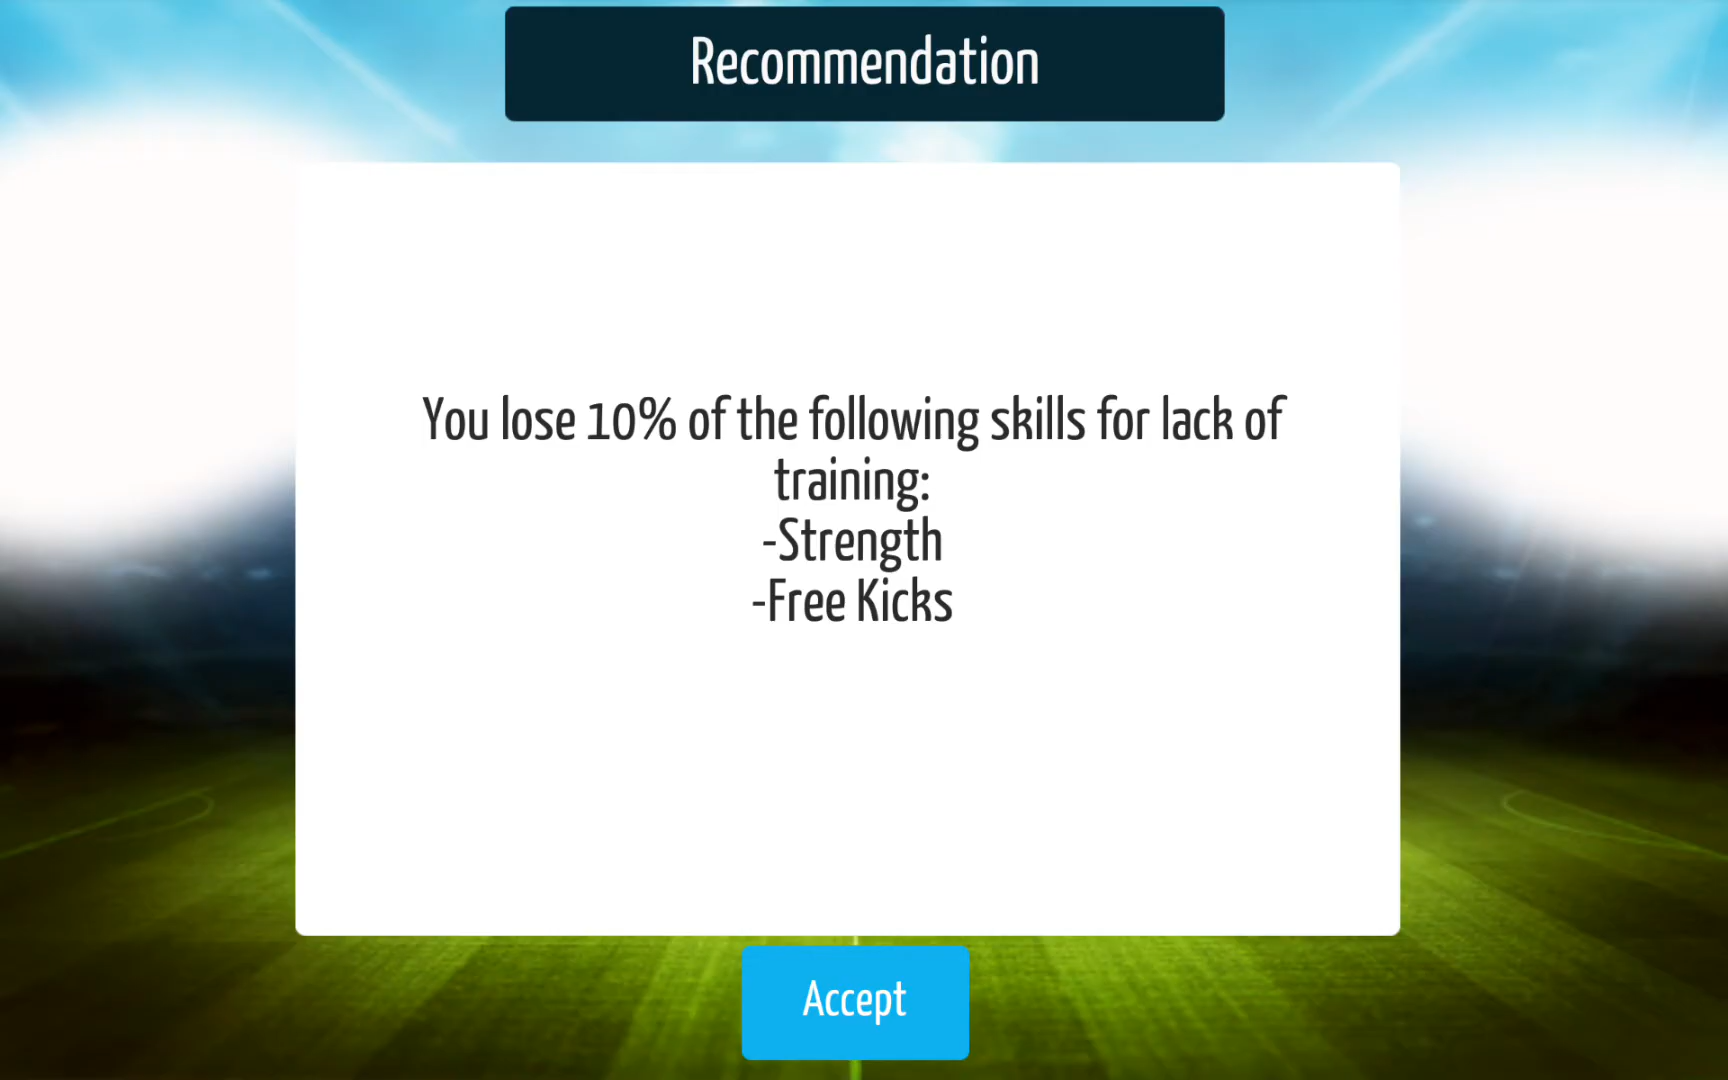 Recommendation
You lose 10% of the following skills for lack of
training:
-Strength
-Free Kicks
Accept